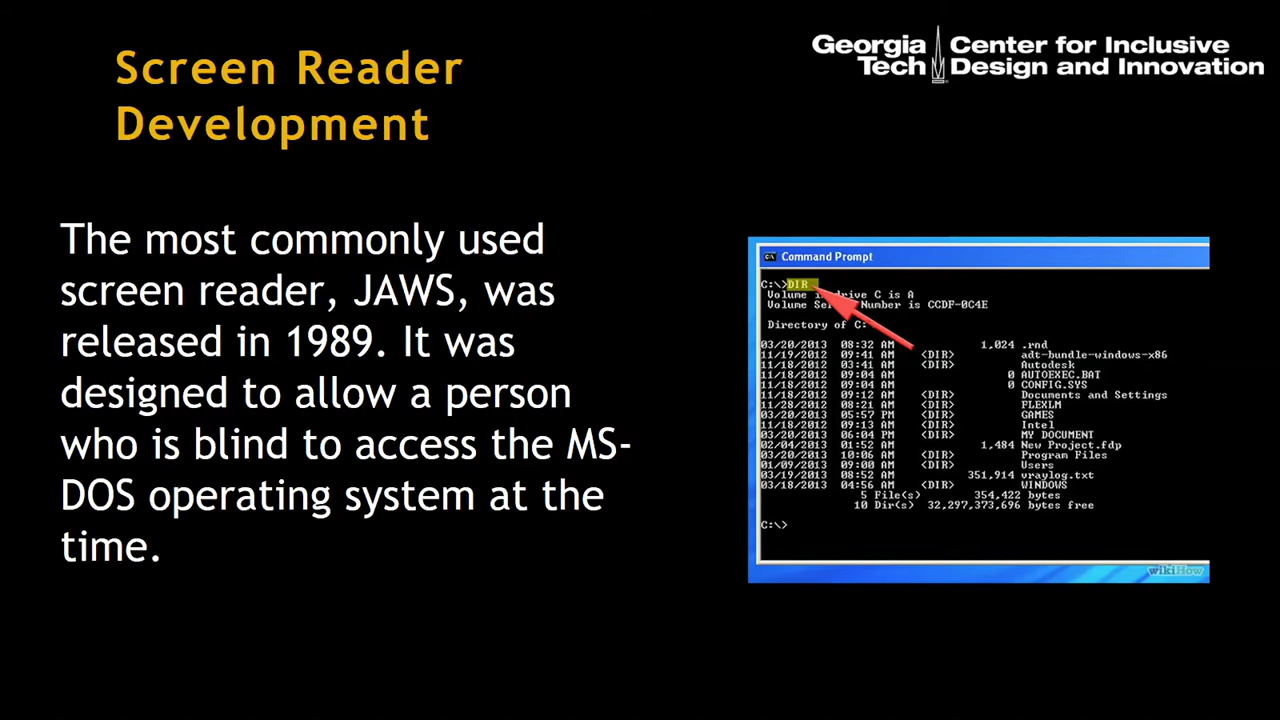 Screen Reader
Development
Georgia Tech Center for Inclusive Design and Innovation
The most commonly used
screen reader, JAWS, was
released in 1989. It was
designed to allow a person
who is blind to access the MS-
DOS operating system at the
time.
Command Prompt
C:\>DIR
Volume in drive C is A
Volume Se Number is CCDF-0C4E
Directory of C:
03/20/2013 08:32 AM 1,024 .rnd
11/19/2012 09:41 AM <DIR> adt-bundle-windows-x86
11/18/2012 03:41 AM <DIR> Autodesk
11/18/2012 09:04 AM 0 AUTOEXEC.BAT
11/18/2012 09:04 AM 0 CONFIG.SYS
11/18/2012 09:12 AM <DIR> Documents and Settings
11/28/2012 08:21 AM <DIR> FLEXLM
03/20/2013 05:57 PM <DIR> GAMES
11/18/2012 09:13 AM <DIR> Intel
03/20/2013 06:04 PM <DIR> MY DOCUMENT
02/04/2013 01:52 AM 1,484 New Project.fdp
03/20/2013 10:06 AM <DIR> Program Files
01/09/2013 09:00 AM <DIR> Users
03/19/2013 08:52 AM 351,914 vraylog.txt
03/18/2013 04:56 AM <DIR> WINDOWS
5 File(s) 354,422 bytes
10 Dir(s) 32,297,373,696 bytes free
C:\>
wikiHow